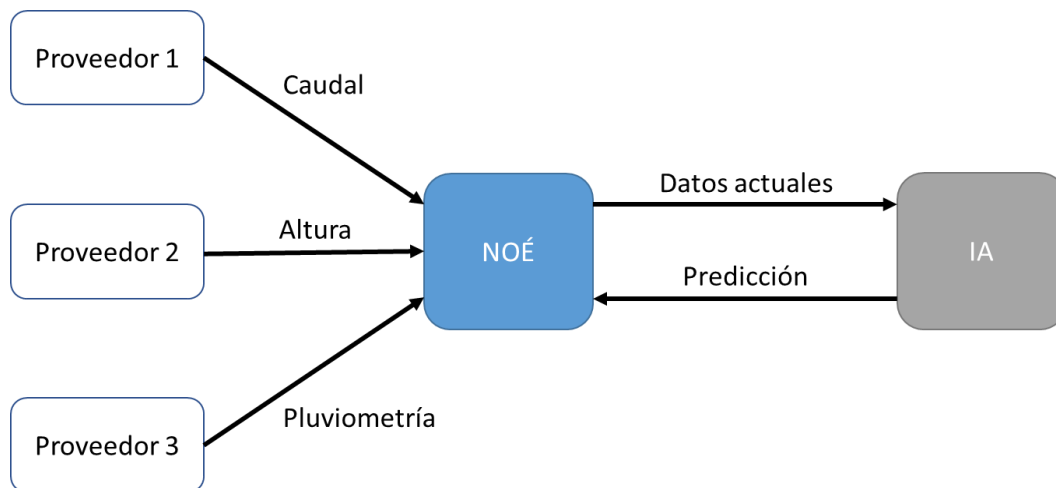 Proveedor 1
Caudal
Datos actuales
Proveedor 2
Altura
NOÉ
IA
Predicción
Pluviometría
Proveedor 3